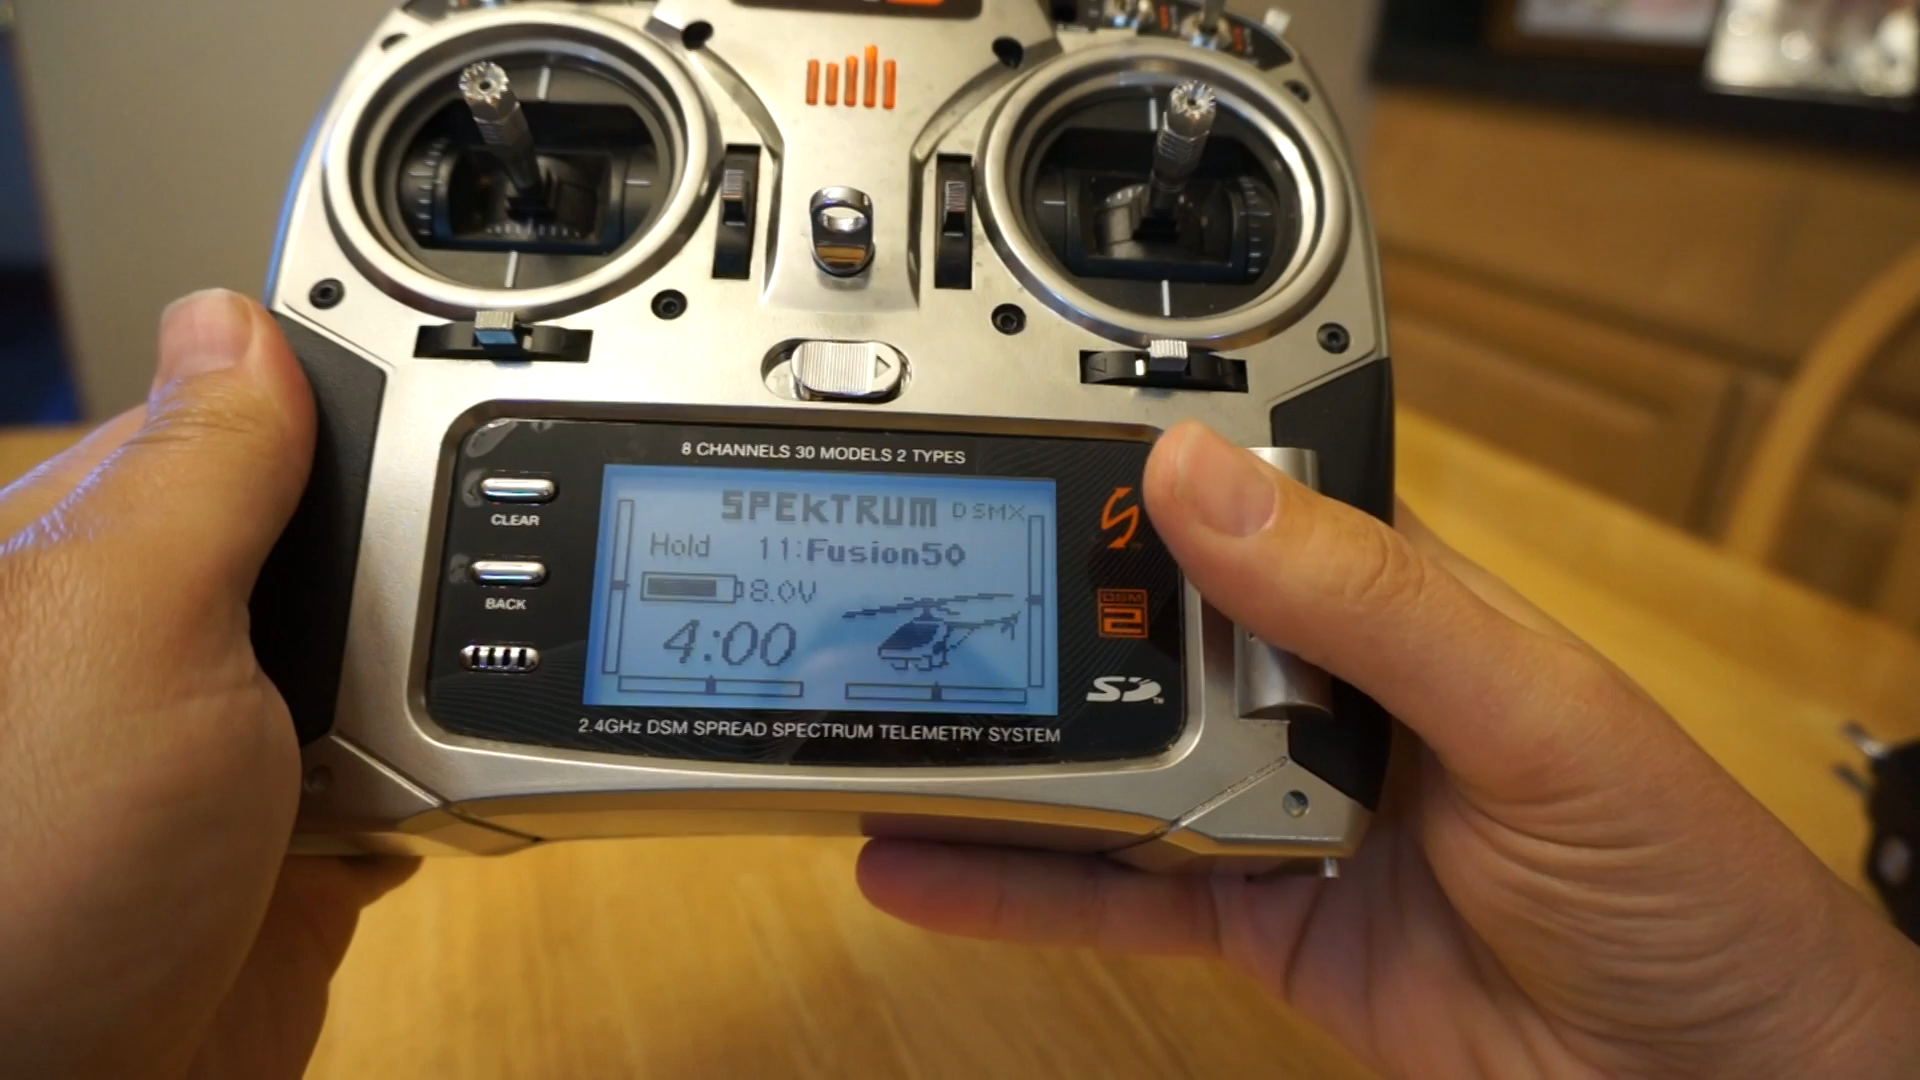 8 CHANNELS 30 MODELS 2 TYPES
SPEKTRUM DSMX
Hold 11:Fusion50
8.0V
4:00
CLEAR
BACK
DSM
2
SD™
2.4GHz DSM SPREAD SPECTRUM TELEMETRY SYSTEM